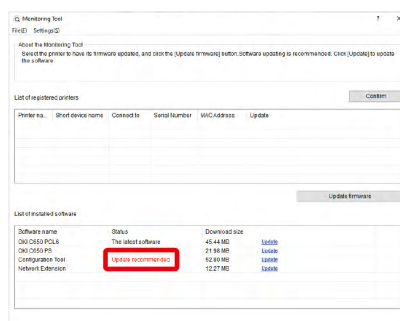 Monitoring Tool ? X
File(F) Settings(S)
About the Monitoring Tool
Select the printer to have its firmware updated, and click the [Update firmware] button.Software updating is recommended. Click [Update] to update
the software.
List of registered printers Confirm
Printer na... Short device name Connect to Serial Number MAC Address Update
Update firmware
List of installed software
Software name Status Download size
OKI C650 PCL6 The latest software 45.44 MB Update
OKI C650 PS 21.98 MB Update
Configuration Tool Update recommended 52.80 MB Update
Network Extension 12.27 MB Update